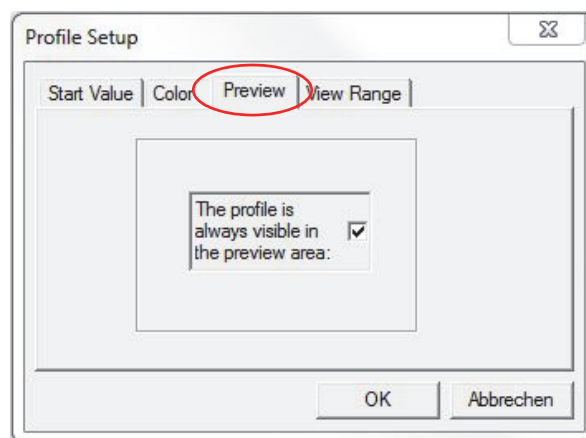 Profile Setup
Start Value Color Preview View Range
The profile is
always visible in
the preview area:
OK Abbrechen